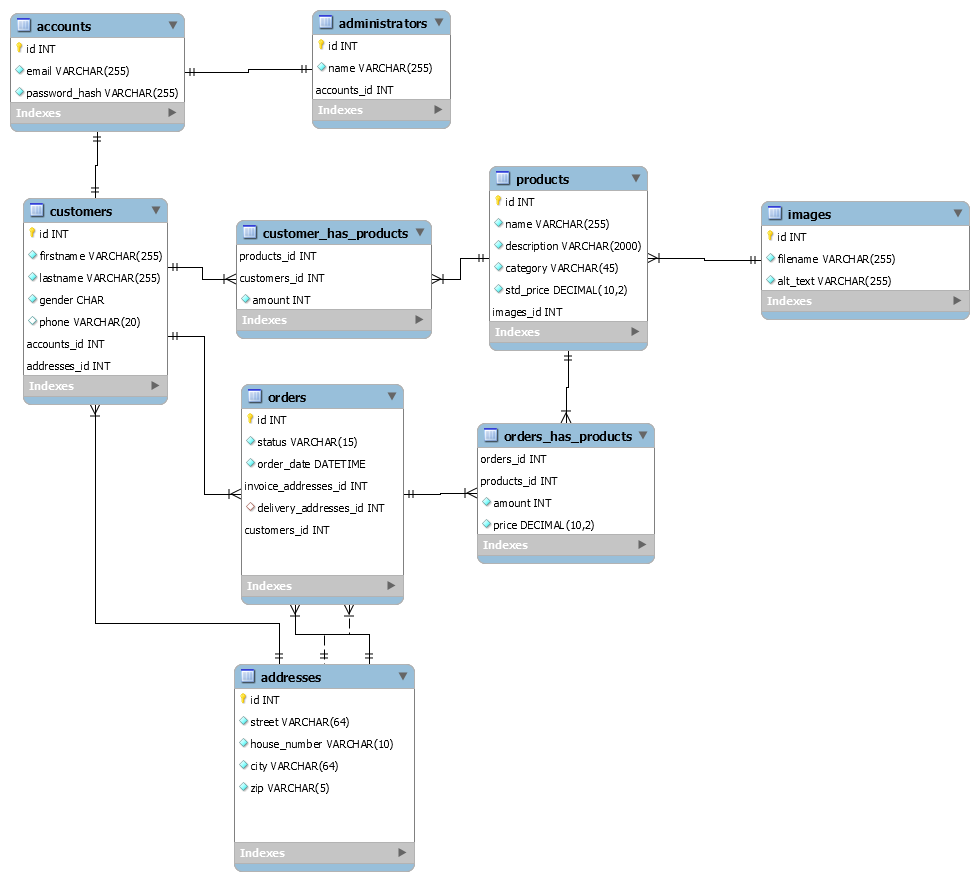 accounts
id INT
email VARCHAR(255)
password_hash VARCHAR(255)
Indexes
administrators
id INT
name VARCHAR(255)
accounts_id INT
Indexes
customers
id INT
firstname VARCHAR(255)
lastname VARCHAR(255)
gender CHAR
phone VARCHAR(20)
accounts_id INT
addresses_id INT
Indexes
customer_has_products
products_id INT
customers_id INT
amount INT
Indexes
products
id INT
name VARCHAR(255)
description VARCHAR(2000)
category VARCHAR(45)
std_price DECIMAL(10,2)
images_id INT
Indexes
images
id INT
filename VARCHAR(255)
alt_text VARCHAR(255)
Indexes
orders
id INT
status VARCHAR(15)
order_date DATETIME
invoice_addresses_id INT
delivery_addresses_id INT
customers_id INT
Indexes
orders_has_products
orders_id INT
products_id INT
amount INT
price DECIMAL(10,2)
Indexes
addresses
id INT
street VARCHAR(64)
house_number VARCHAR(10)
city VARCHAR(64)
zip VARCHAR(5)
Indexes